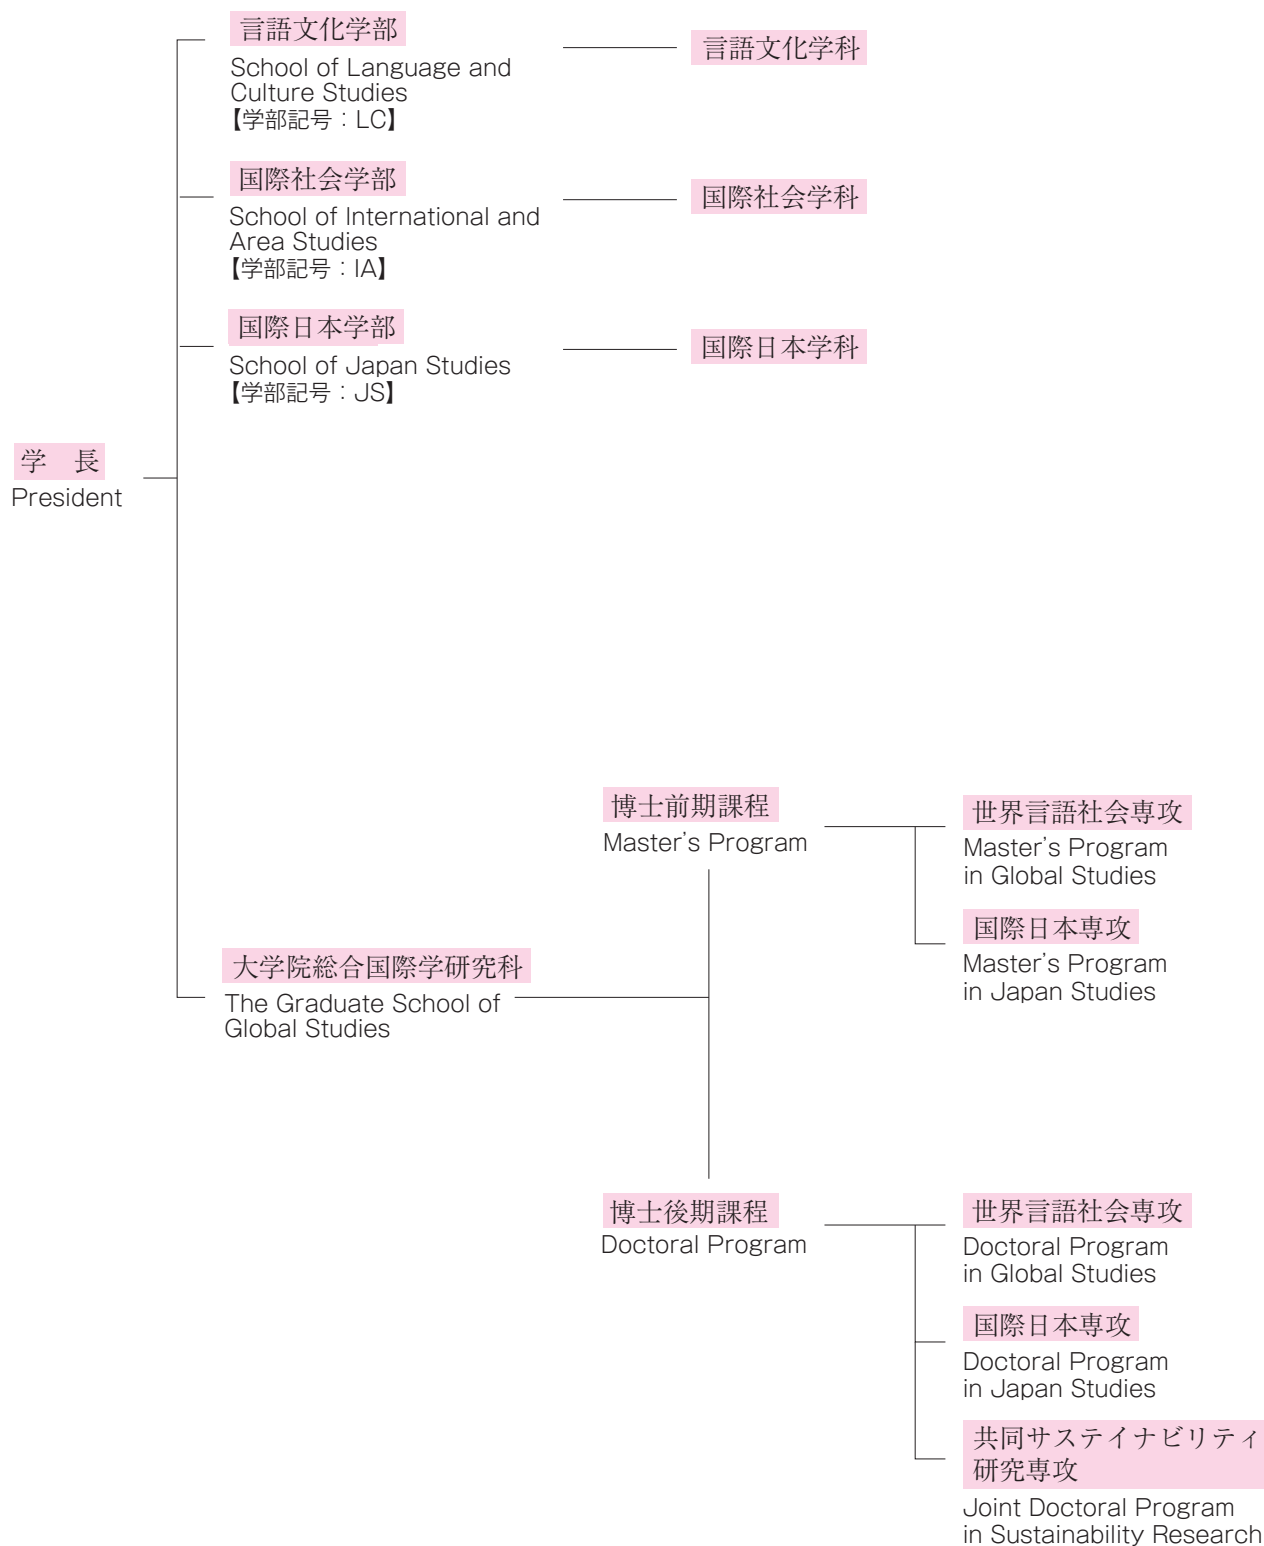 言語文化学部
School of Language and
Culture Studies
【学部記号：LC】
言語文化学科
国際社会学部
School of International and
Area Studies
【学部記号：IA】
国際社会学科
国際日本学部
School of Japan Studies
【学部記号：JS】
国際日本学科
学　長
President
大学院総合国際学研究科
The Graduate School of
Global Studies
博士前期課程
Master's Program
世界言語社会専攻
Master's Program
in Global Studies
国際日本専攻
Master's Program
in Japan Studies
博士後期課程
Doctoral Program
世界言語社会専攻
Doctoral Program
in Global Studies
国際日本専攻
Doctoral Program
in Japan Studies
共同サステイナビリティ
研究専攻
Joint Doctoral Program
in Sustainability Research